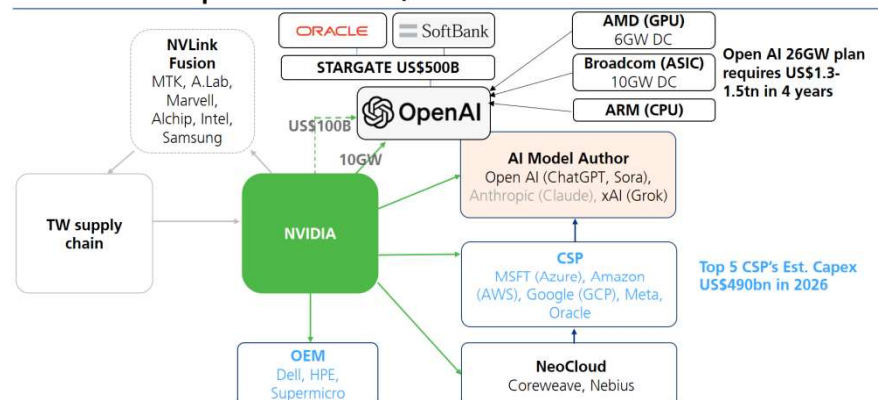 ORACLE
SoftBank
STARGATE US$500B
AMD (GPU)
6GW DC
Broadcom (ASIC)
10GW DC
ARM (CPU)
Open AI 26GW plan
requires US$1.3-
1.5tn in 4 years
NVLink
Fusion
MTK, A.Lab,
Marvell,
Alchip, Intel,
Samsung
OpenAI
US$100B
10GW
AI Model Author
Open AI (ChatGPT, Sora),
Anthropic (Claude), xAI (Grok)
TW supply
chain
NVIDIA
CSP
MSFT (Azure), Amazon
(AWS), Google (GCP), Meta,
Oracle
Top 5 CSP's Est. Capex
US$490bn in 2026
OEM
Dell, HPE,
Supermicro
NeoCloud
Coreweave, Nebius